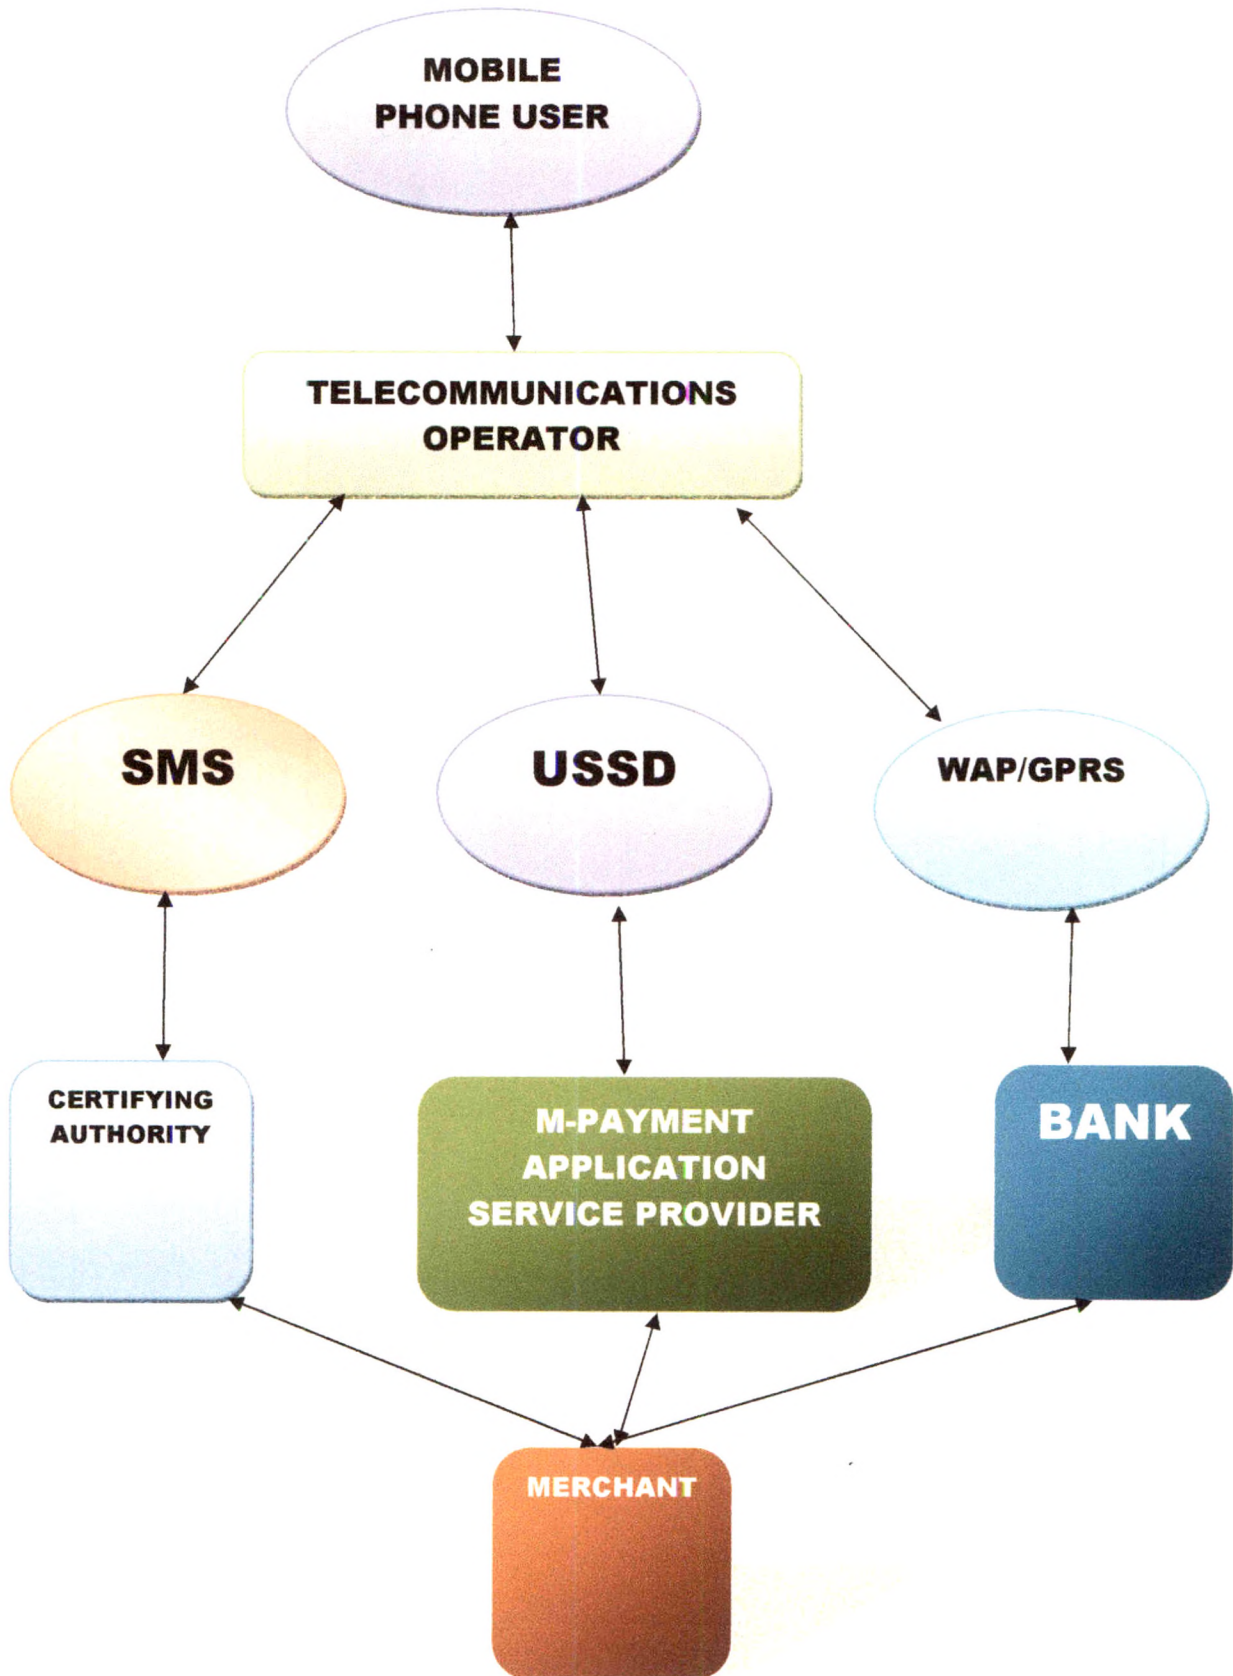 MOBILE
PHONE USER
TELECOMMUNICATIONS
OPERATOR
SMS
USSD
WAP/GPRS
CERTIFYING
AUTHORITY
M-PAYMENT
APPLICATION
SERVICE PROVIDER
BANK
MERCHANT